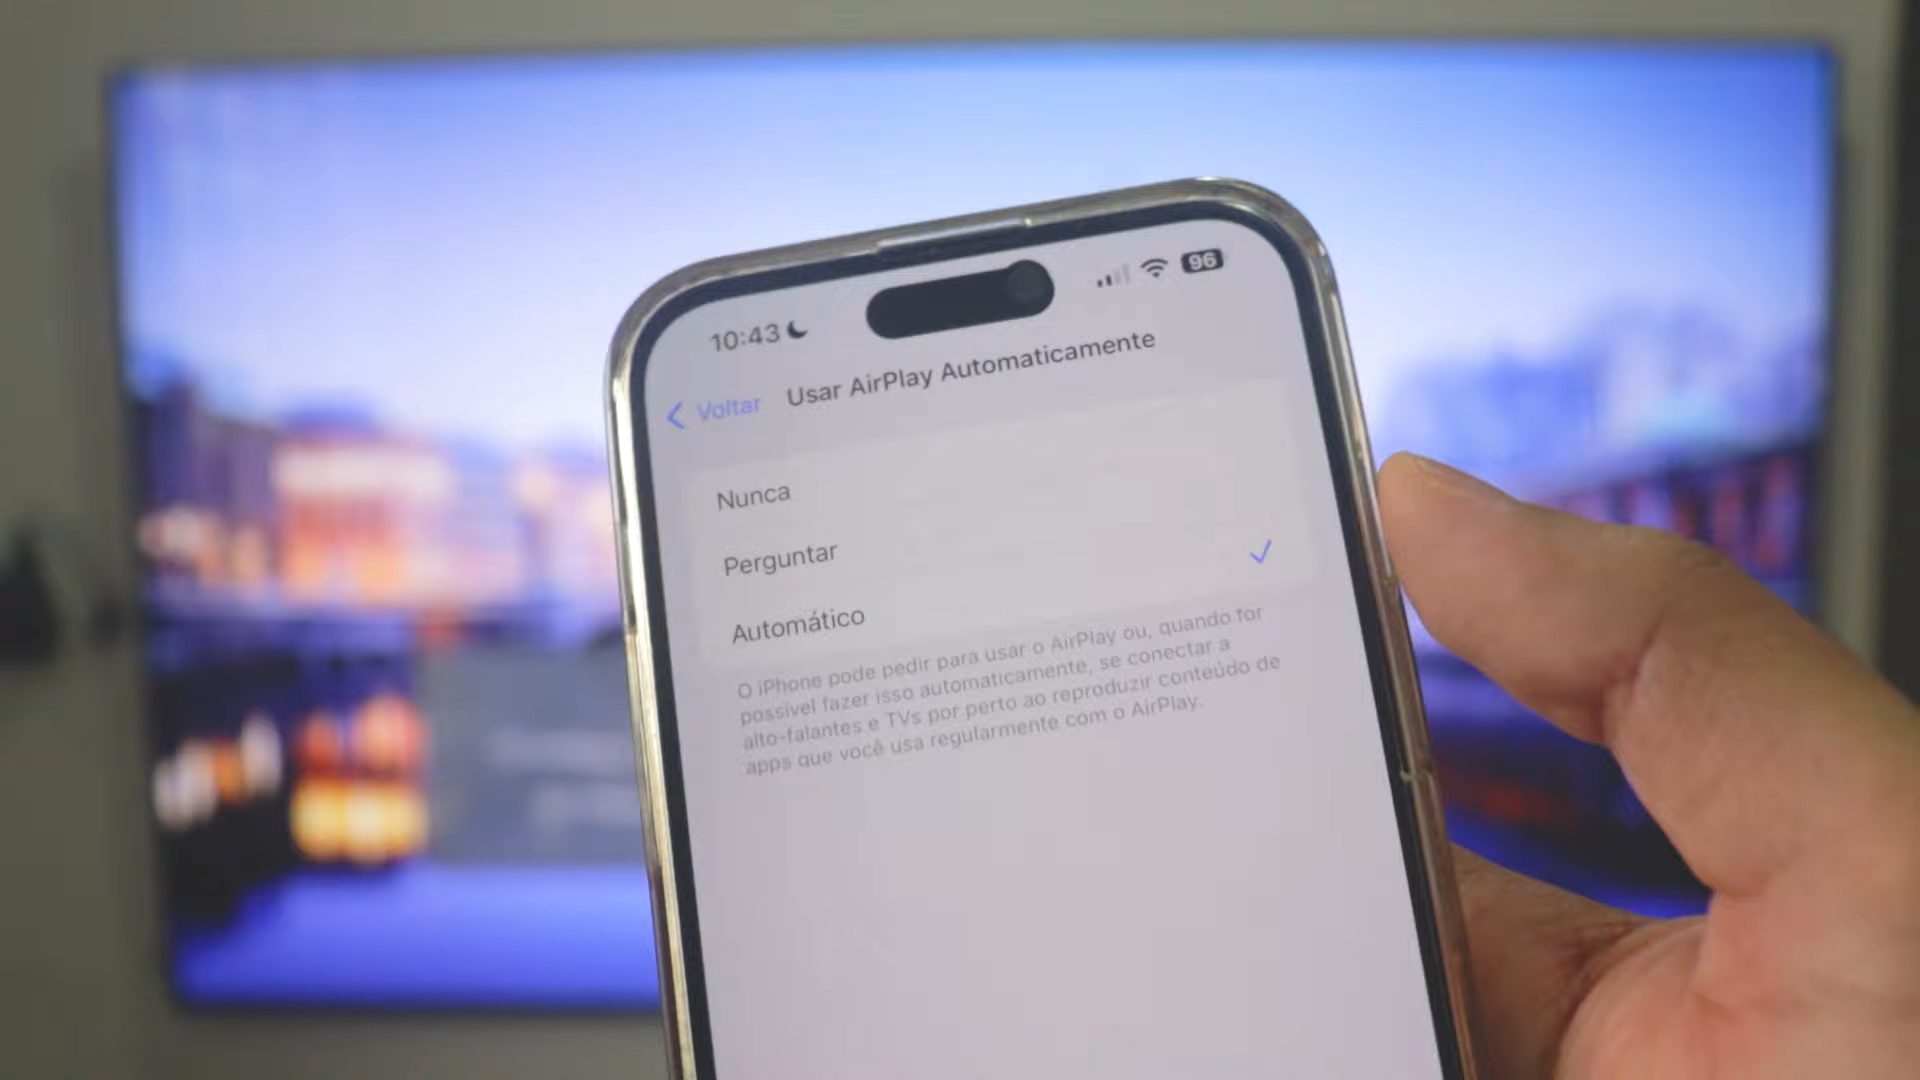 10:43
96
Voltar Usar AirPlay Automaticamente
Nunca
Perguntar
Automático
O iPhone pode pedir para usar o AirPlay ou, quando for
possível fazer isso automaticamente, se conectar a
alto-falantes e TVs por perto ao reproduzir conteúdo de
apps que você usa regularmente com o AirPlay.